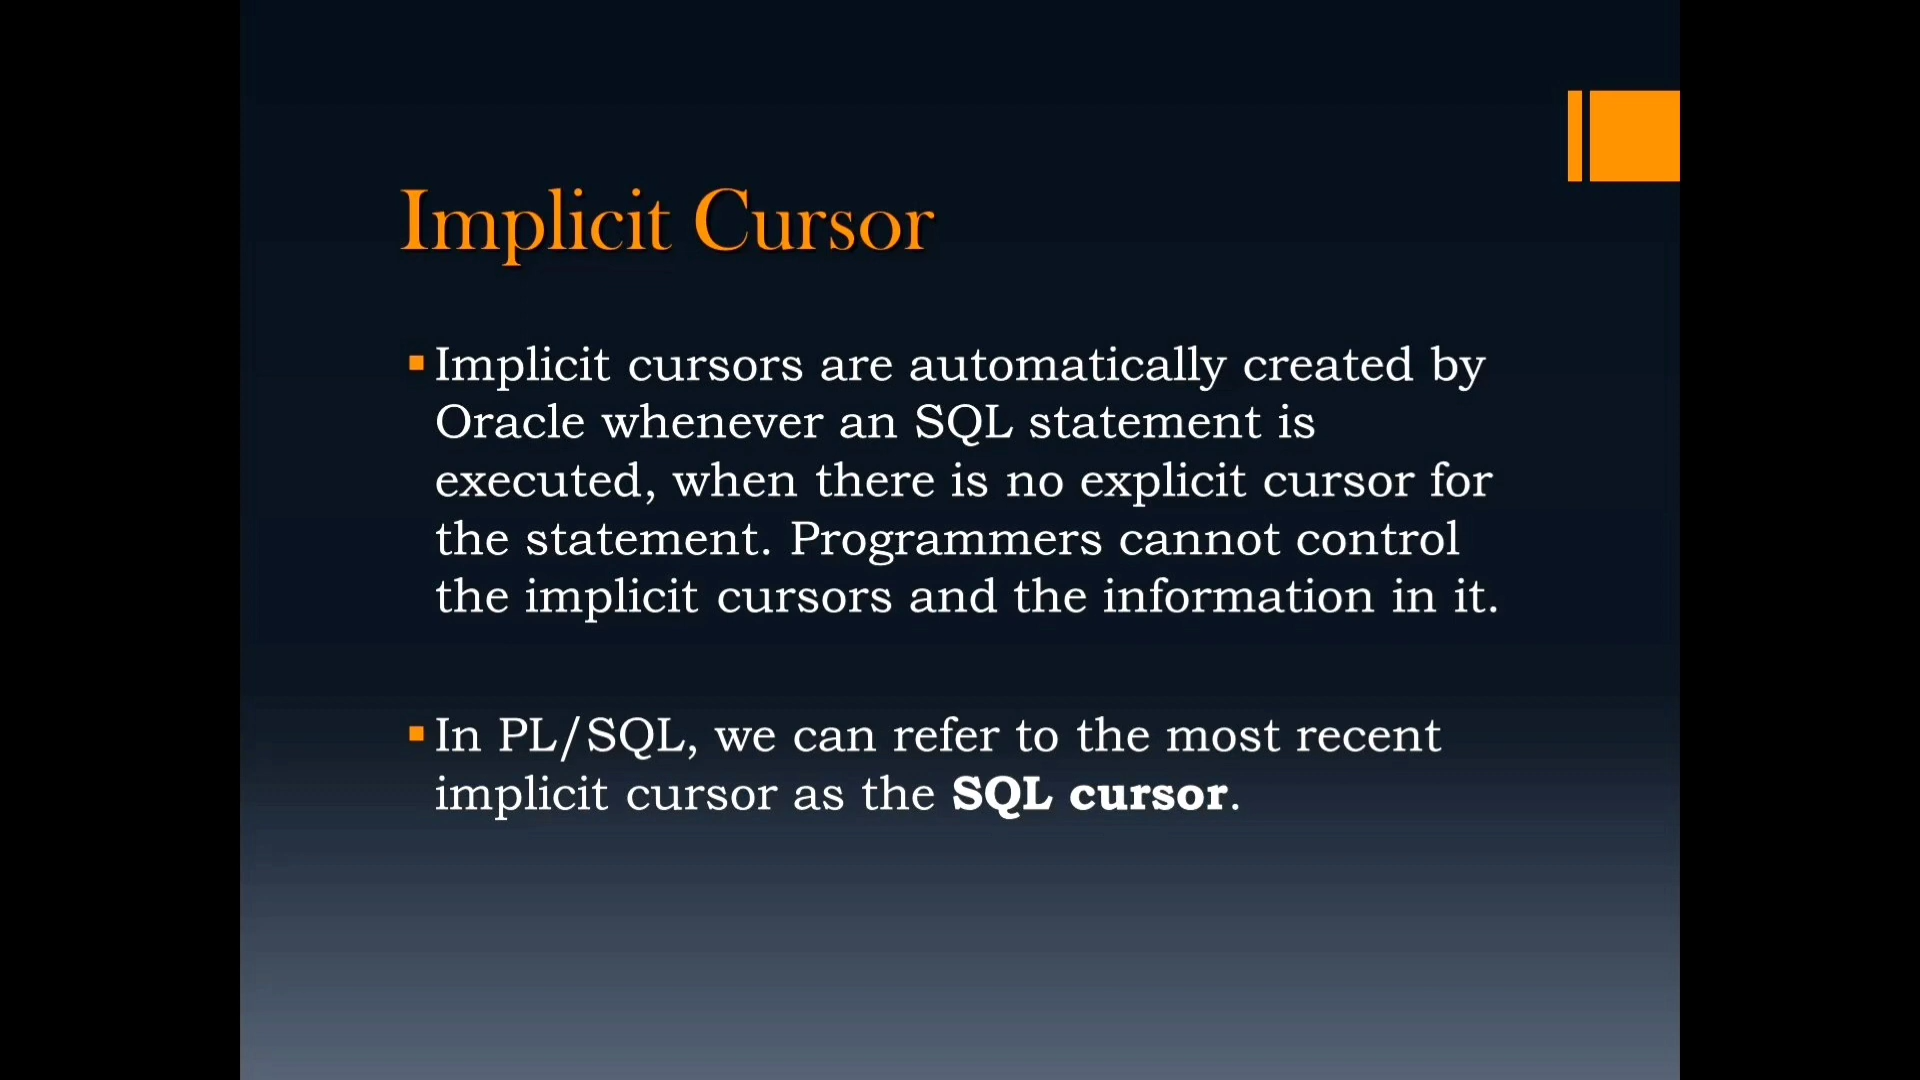 Implicit Cursor
Implicit cursors are automatically created by
Oracle whenever an SQL statement is
executed, when there is no explicit cursor for
the statement. Programmers cannot control
the implicit cursors and the information in it.
In PL/SQL, we can refer to the most recent
implicit cursor as the SQL cursor.